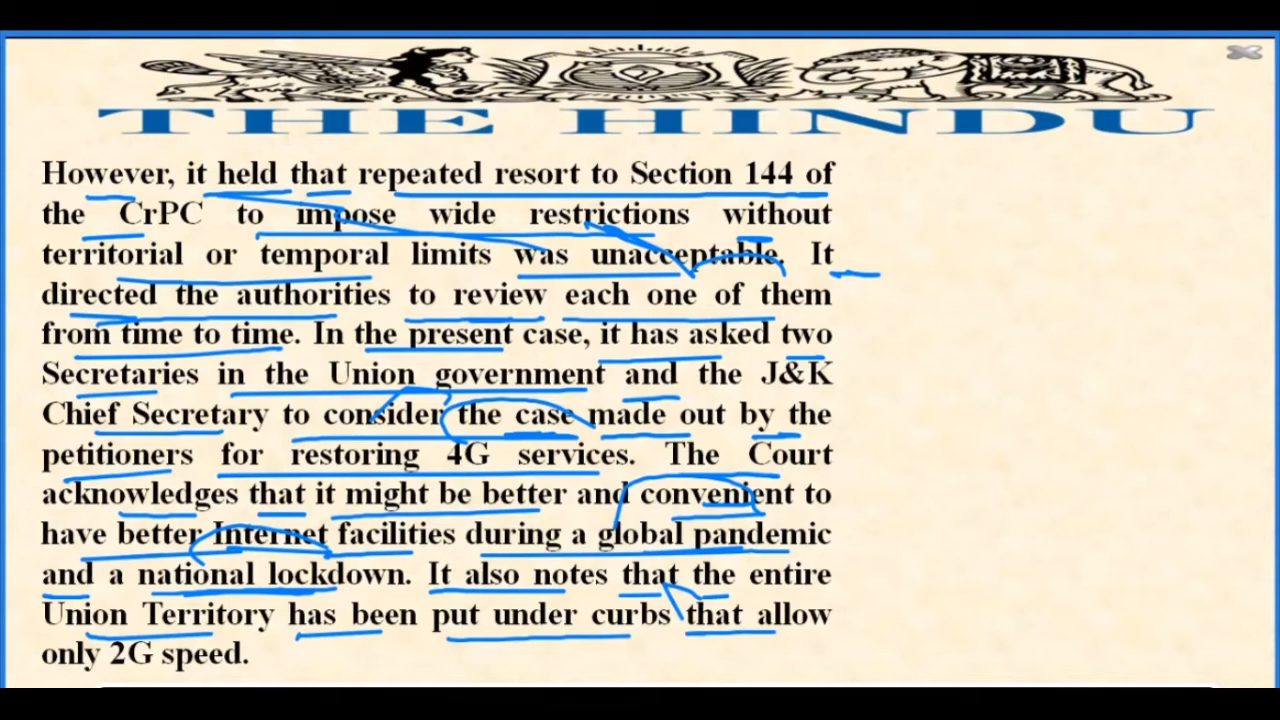 THE HINDU
However, it held that repeated resort to Section 144 of
the CrPC to impose wide restrictions without
territorial or temporal limits was unacceptable. It
directed the authorities to review each one of them
from time to time. In the present case, it has asked two
Secretaries in the Union government and the J&K
Chief Secretary to consider the case made out by the
petitioners for restoring 4G services. The Court
acknowledges that it might be better and convenient to
have better Internet facilities during a global pandemic
and a national lockdown. It also notes that the entire
Union Territory has been put under curbs that allow
only 2G speed.